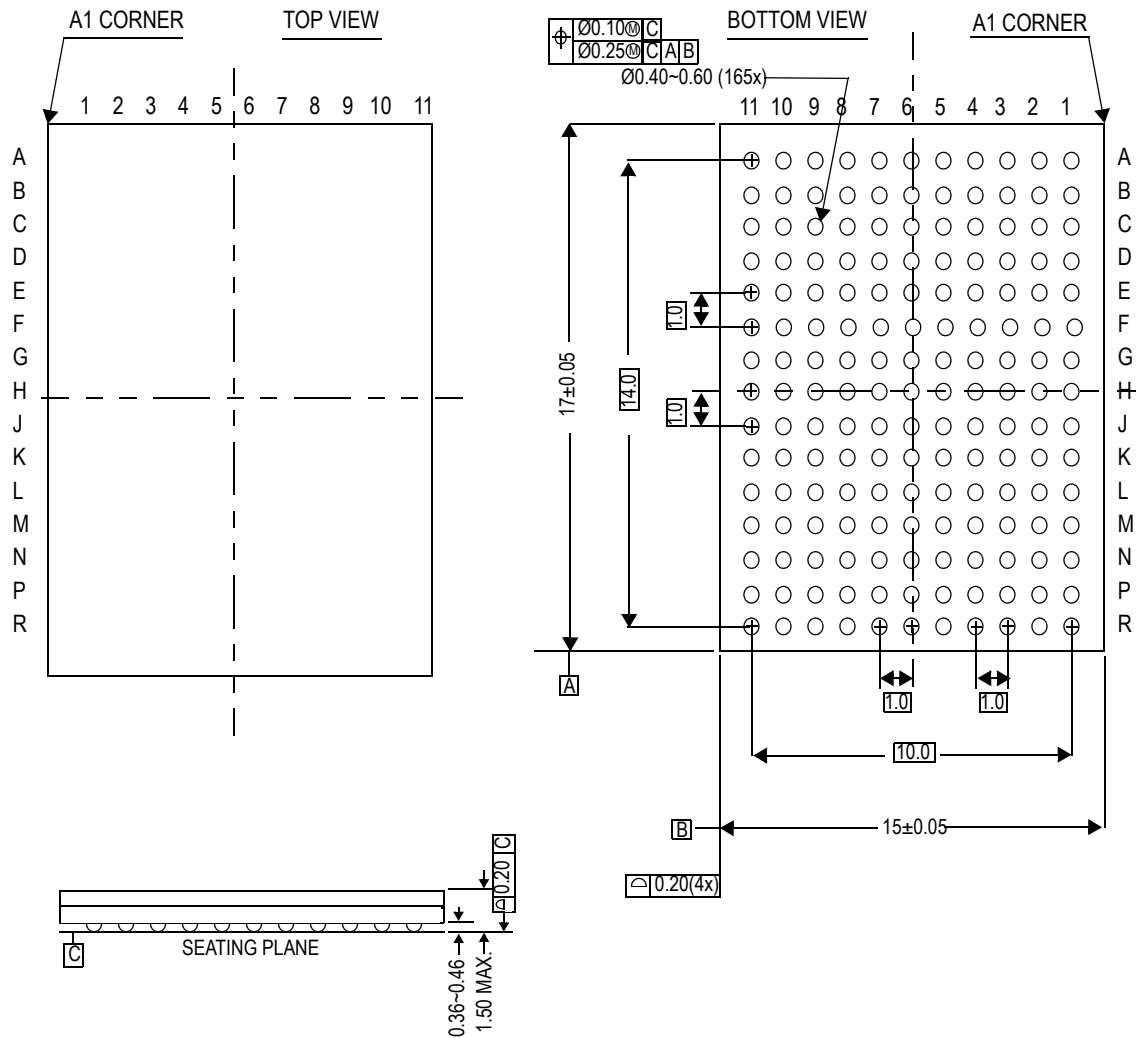 A1 CORNER
TOP VIEW
BOTTOM VIEW
A1 CORNER
Ø0.10Ⓜ C
Ø0.25Ⓜ C A B
Ø0.40~0.60 (165x)
1 2 3 4 5 6 7 8 9 10 11
11 10 9 8 7 6 5 4 3 2 1
A
B
C
D
E
F
G
H
J
K
L
M
N
P
R
17±0.05
14.0
1.0
1.0
A
B
C
D
E
F
G
H
J
K
L
M
N
P
R
A
1.0
1.0
10.0
B
15±0.05
0.20(4x)
0.20 C
C
SEATING PLANE
0.36~0.46
1.50 MAX.